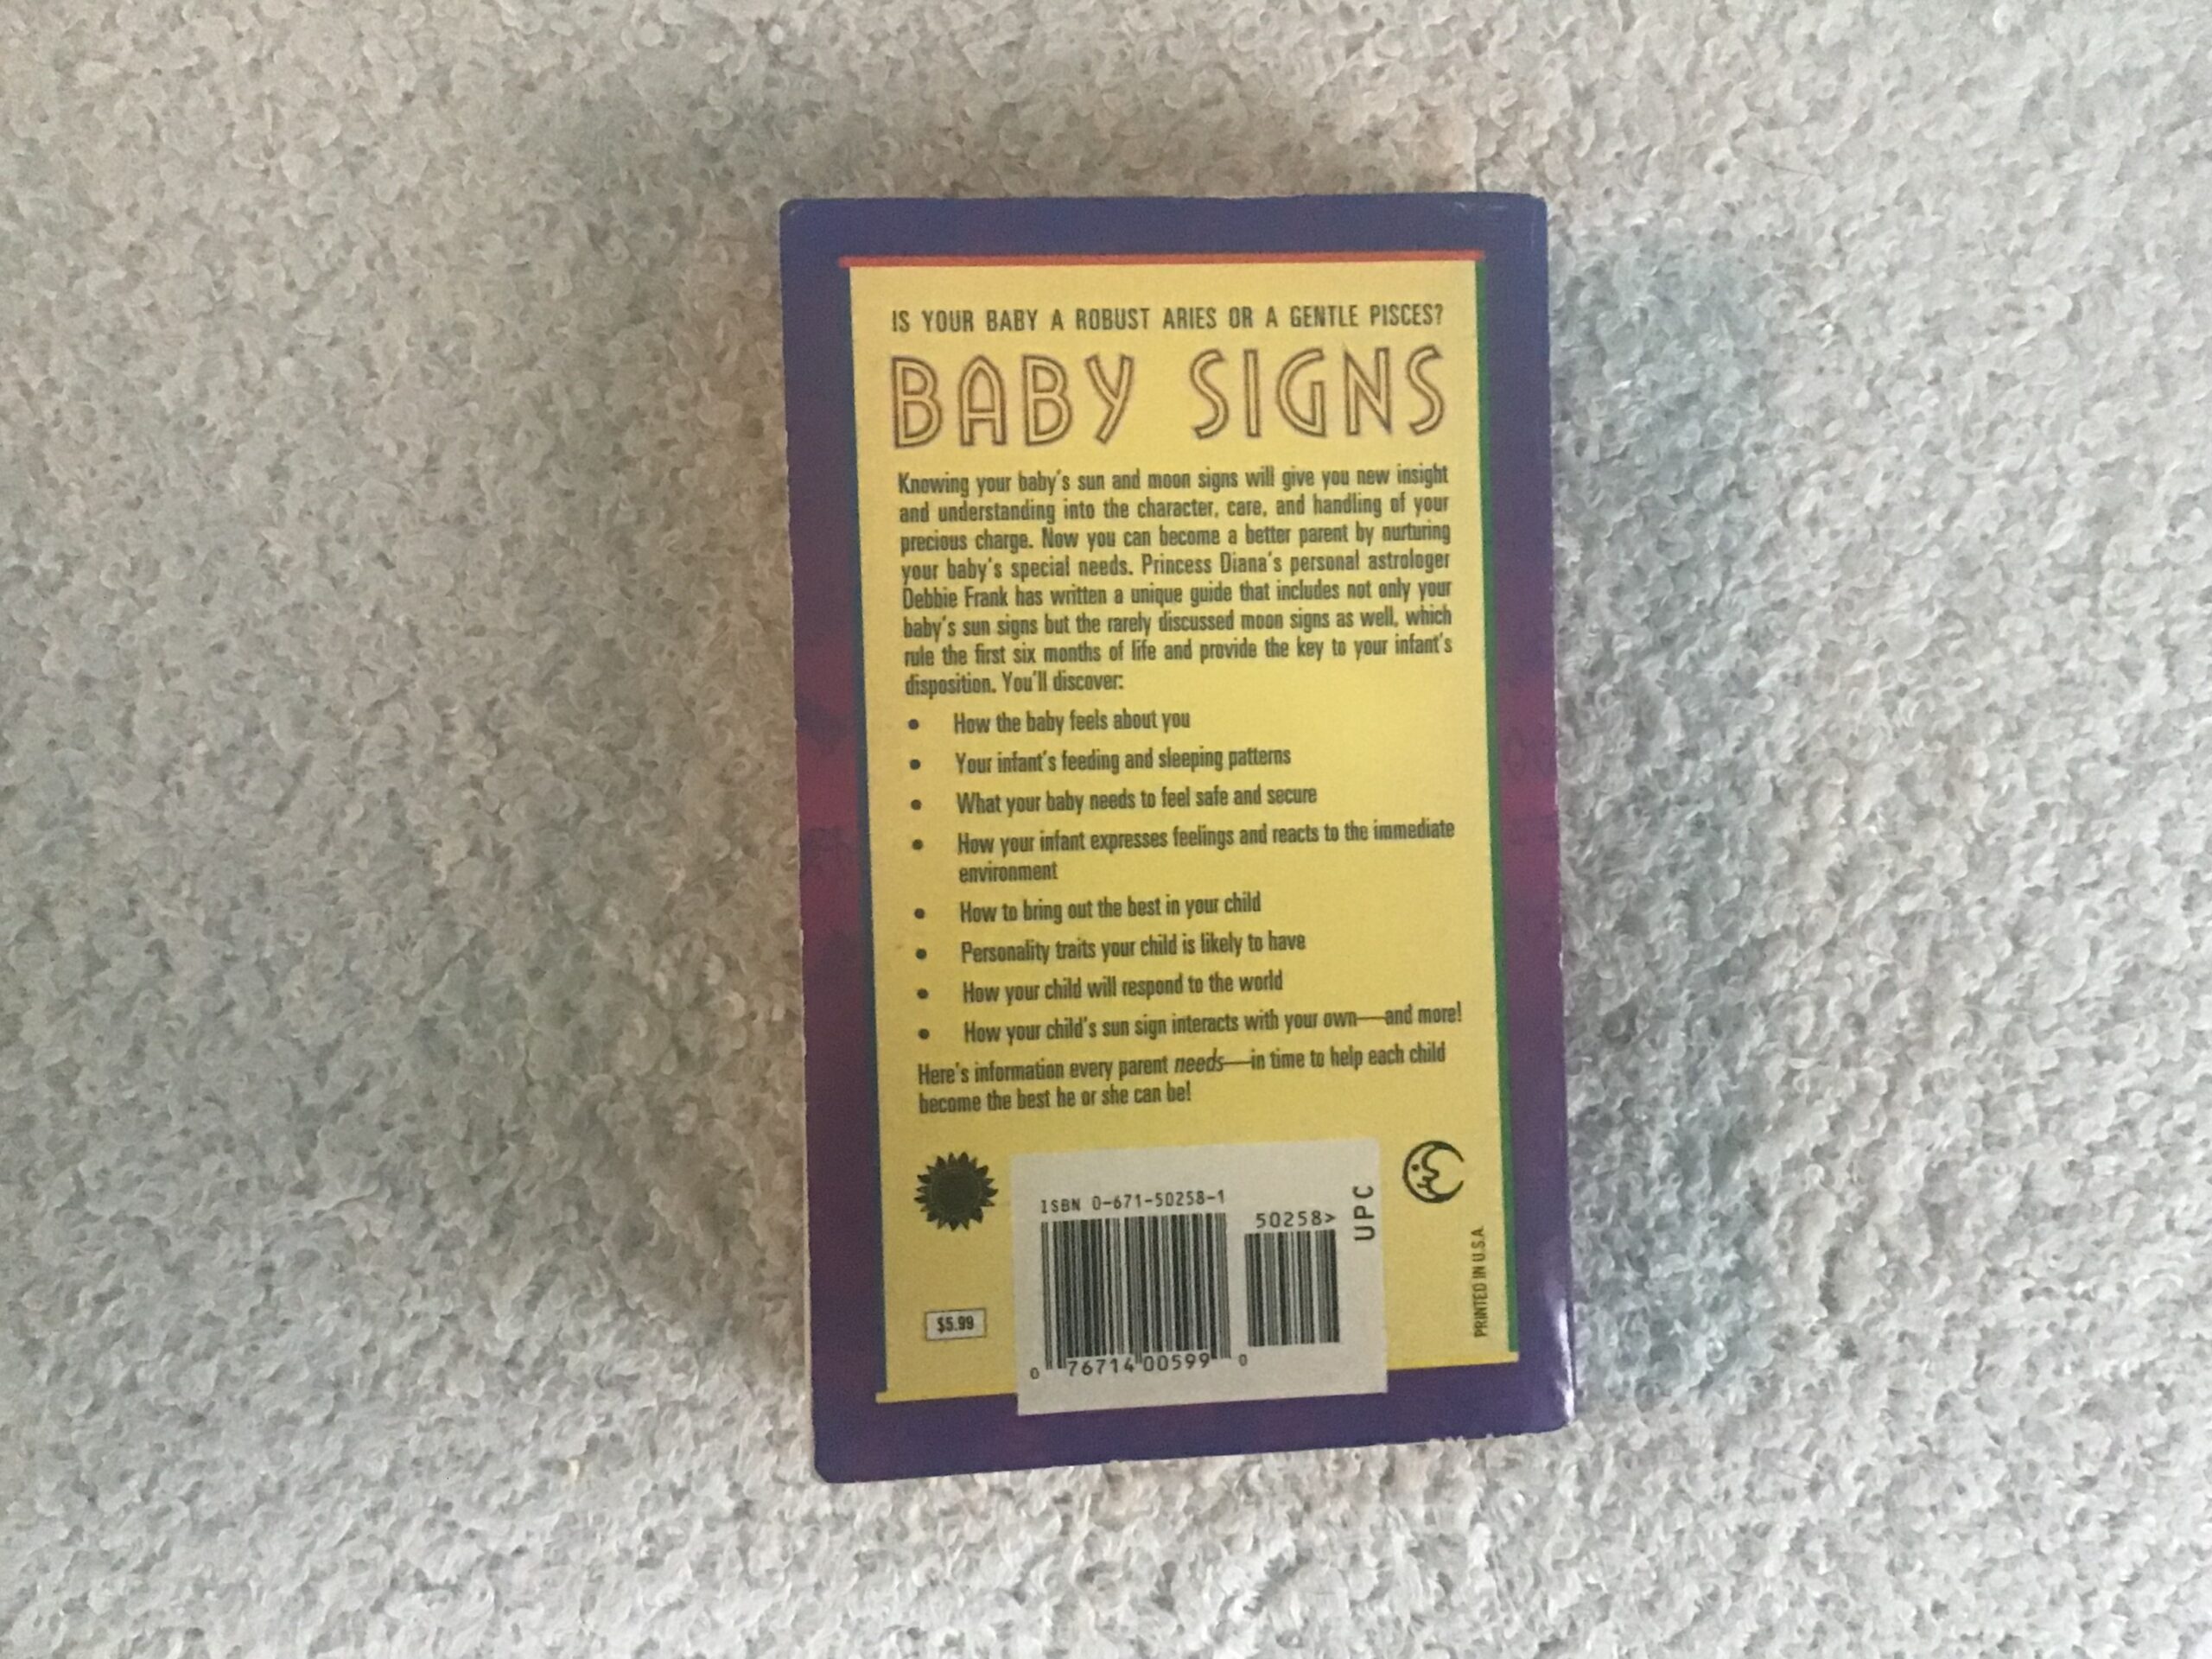 IS YOUR BABY A ROBUST ARIES OR A GENTLE PISCES?
BABY SIGNS
Knowing your baby's sun and moon signs will give you new insight
and understanding into the character, care, and handling of your
precious charge. Now you can become a better parent by nurturing
your baby's special needs. Princess Diana's personal astrologer
Debbie Frank has written a unique guide that includes not only your
baby's sun signs but the rarely discussed moon signs as well, which
rule the first six months of life and provide the key to your infant's
disposition. You'll discover:
• How the baby feels about you
• Your infant's feeding and sleeping patterns
• What your baby needs to feel safe and secure
• How your infant expresses feelings and reacts to the immediate
environment
• How to bring out the best in your child
• Personality traits your child is likely to have
• How your child will respond to the world
• How your child's sun sign interacts with your own—and more!
Here's information every parent needs—in time to help each child
become the best he or she can be!
ISBN 0-671-50258-1
50258>
UPC
$5.99
0 76714 00599 0
PRINTED IN U.S.A.